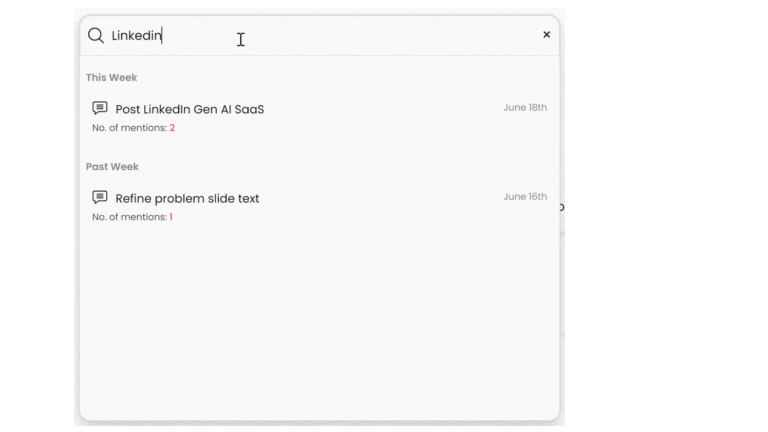 Linkedin
×
This Week
Post LinkedIn Gen AI SaaS
June 18th
No. of mentions: 2
Past Week
Refine problem slide text
June 16th
No. of mentions: 1